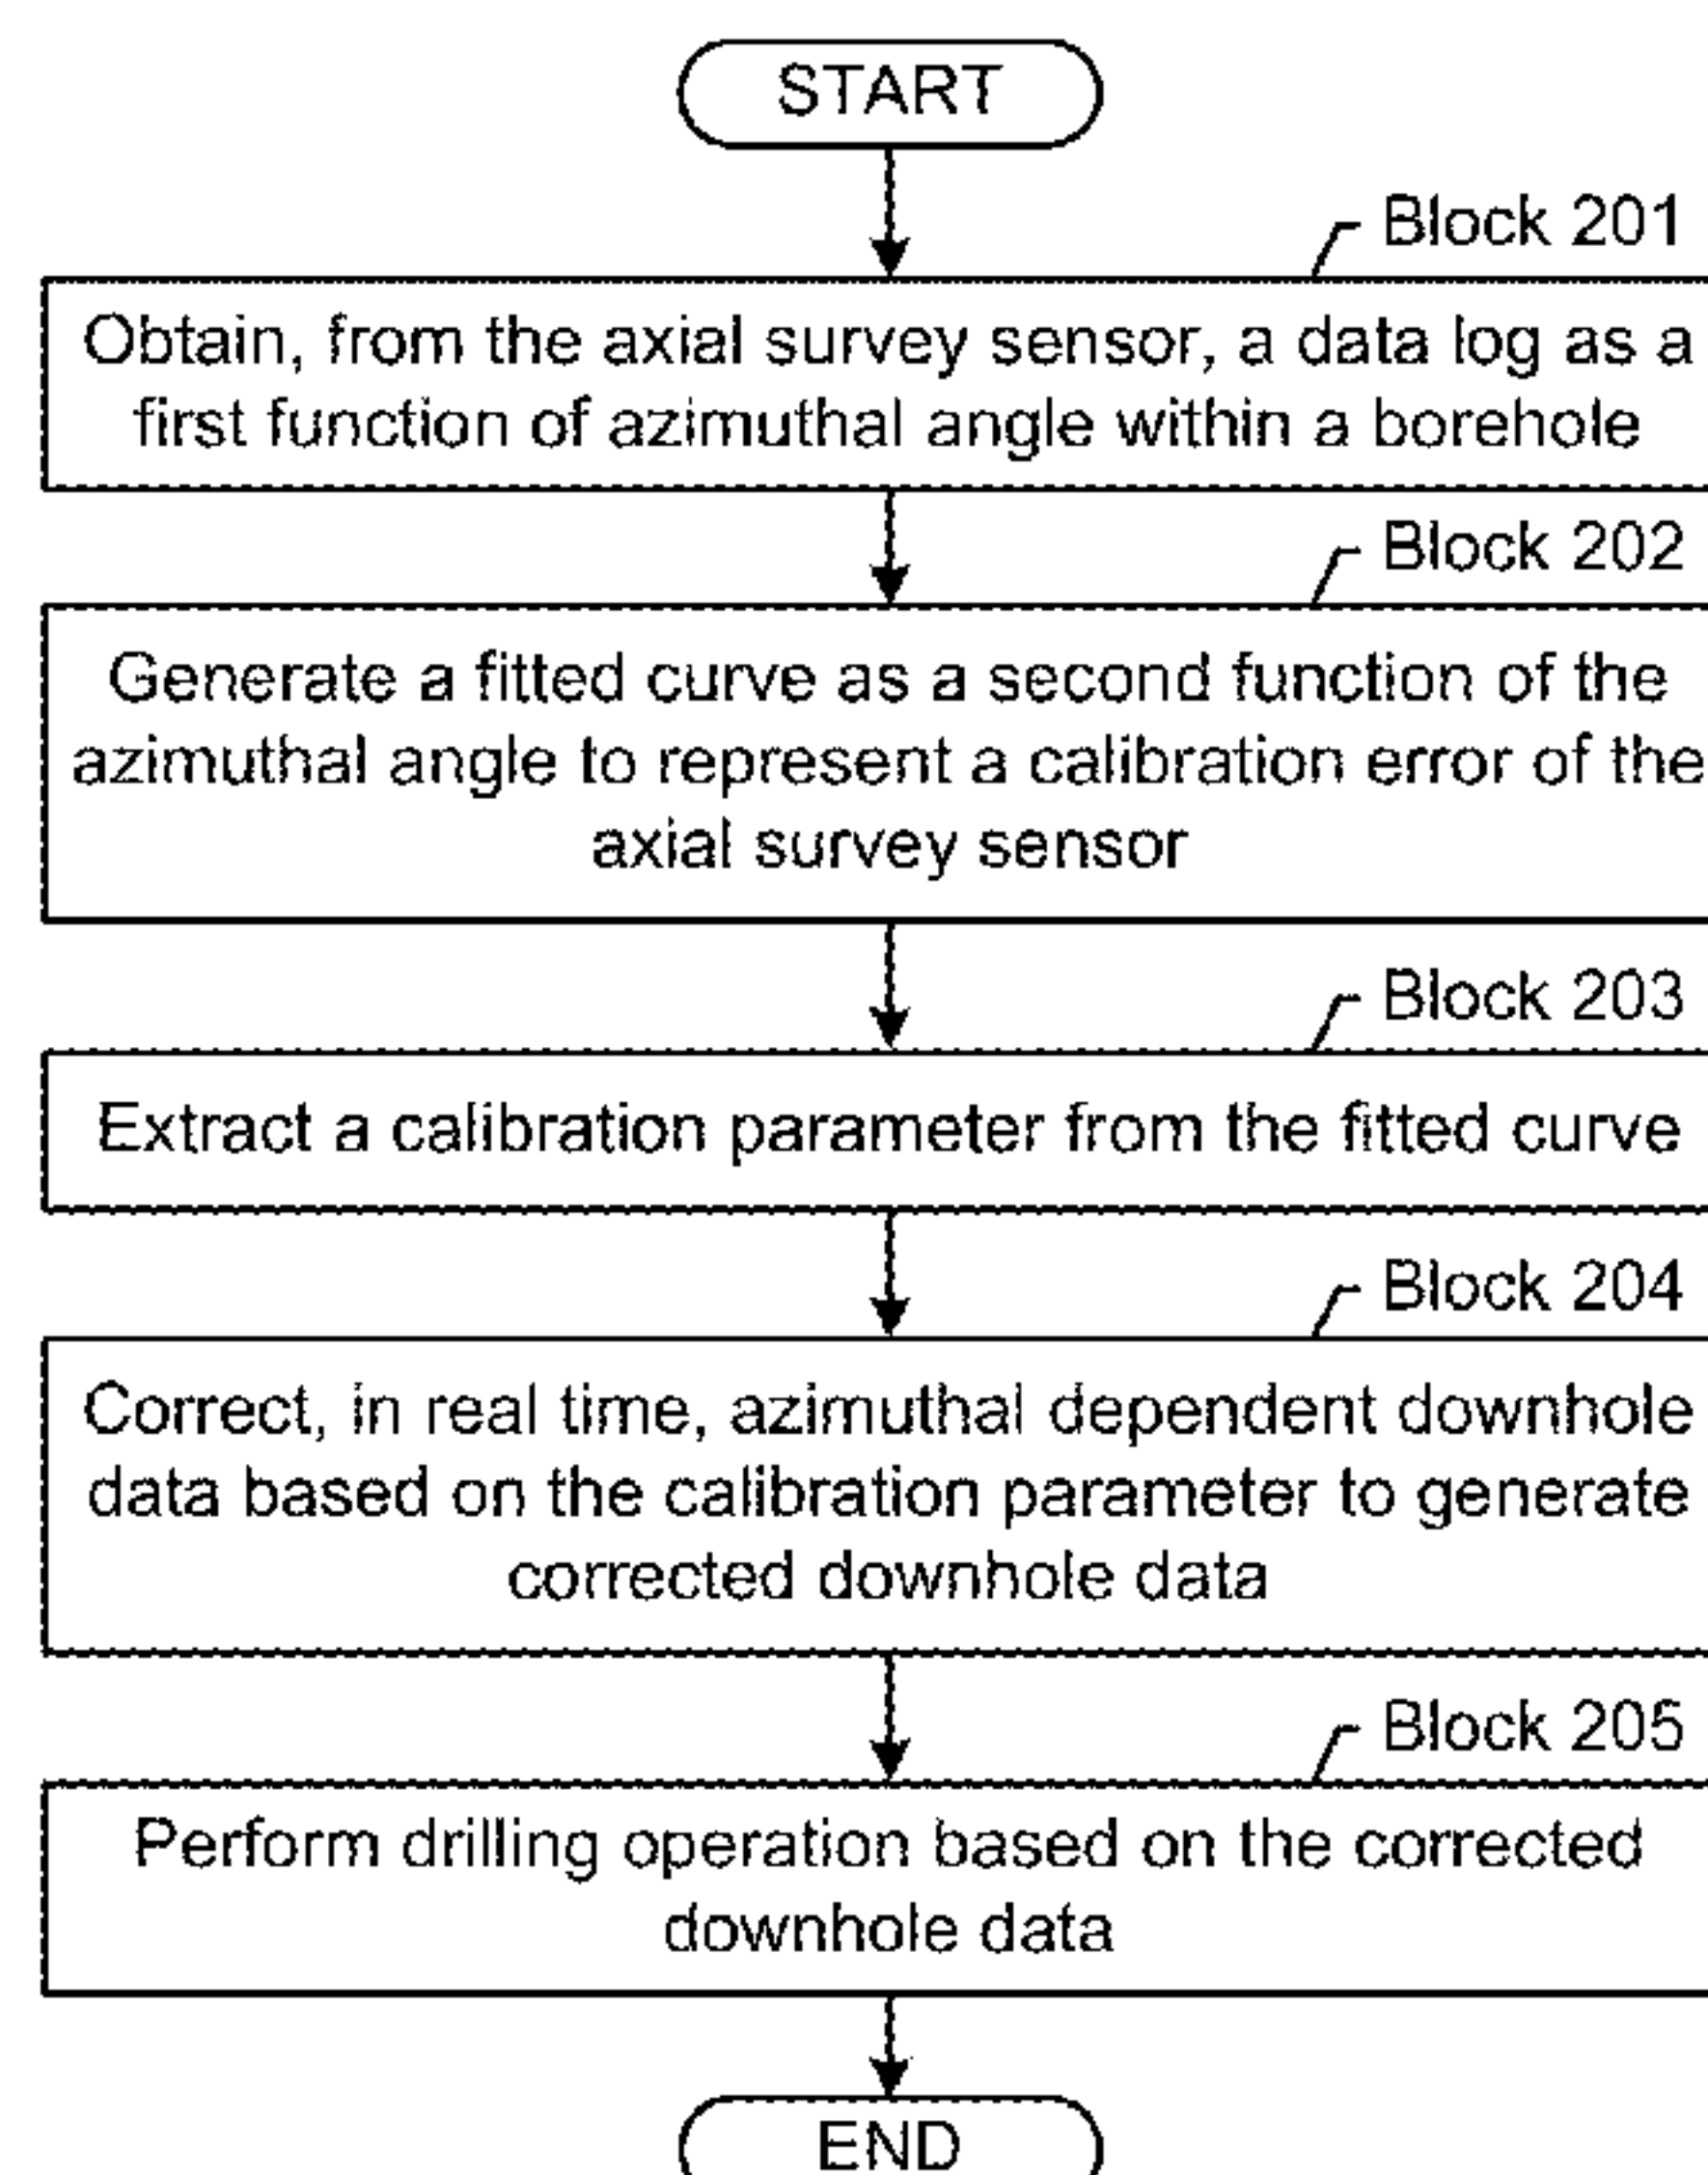 START
Block 201
Obtain, from the axial survey sensor, a data log as a
first function of azimuthal angle within a borehole
Block 202
Generate a fitted curve as a second function of the
azimuthal angle to represent a calibration error of the
axial survey sensor
Block 203
Extract a calibration parameter from the fitted curve
Block 204
Correct, in real time, azimuthal dependent downhole
data based on the calibration parameter to generate
corrected downhole data
Block 205
Perform drilling operation based on the corrected
downhole data
END